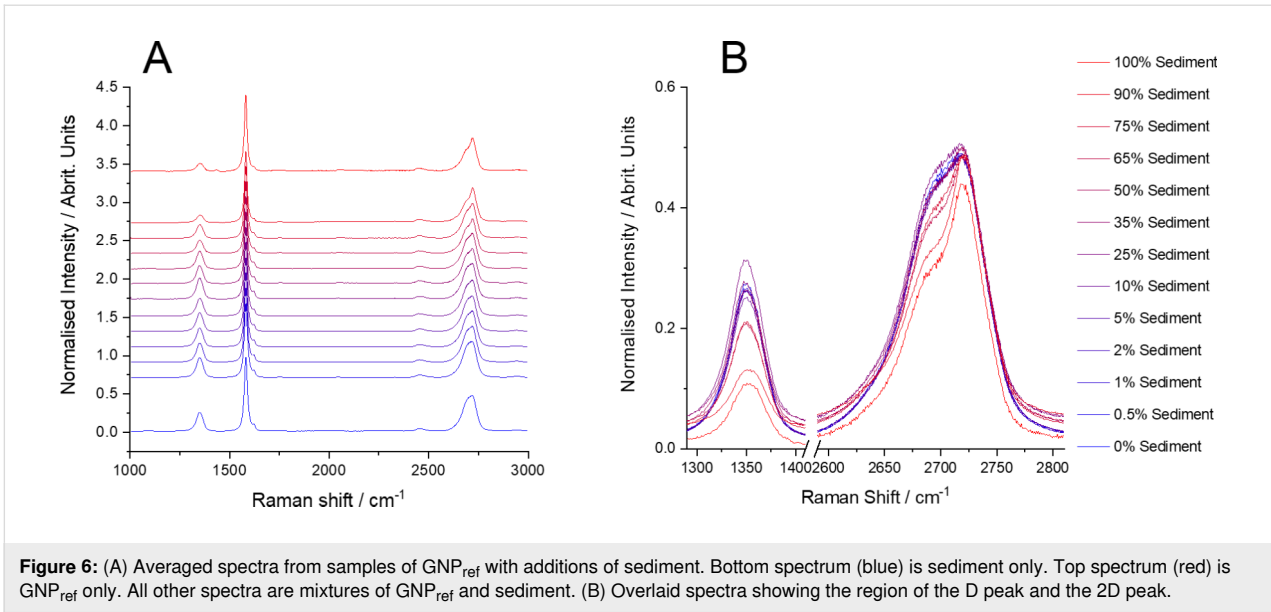 A
B
4.5
4.0
3.5
3.0
2.5
2.0
1.5
1.0
0.5
0.0
Normalised Intensity / Abrit. Units
1000 1500 2000 2500 3000
Raman shift / cm-1
0.6
0.4
0.2
0.0
Normalised Intensity / Abrit. Units
1300 1350 1400 2600 2650 2700 2750 2800
Raman Shift / cm-1
100% Sediment
90% Sediment
75% Sediment
65% Sediment
50% Sediment
35% Sediment
25% Sediment
10% Sediment
5% Sediment
2% Sediment
1% Sediment
0.5% Sediment
0% Sediment
Figure 6: (A) Averaged spectra from samples of GNPref with additions of sediment. Bottom spectrum (blue) is sediment only. Top spectrum (red) is
GNPref only. All other spectra are mixtures of GNPref and sediment. (B) Overlaid spectra showing the region of the D peak and the 2D peak.